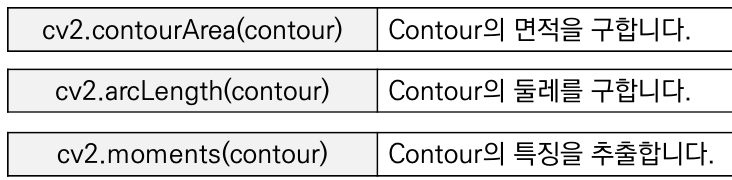 cv2.contourArea(contour) Contour의 면적을 구합니다.
cv2.arcLength(contour) Contour의 둘레를 구합니다.
cv2.moments(contour) Contour의 특징을 추출합니다.